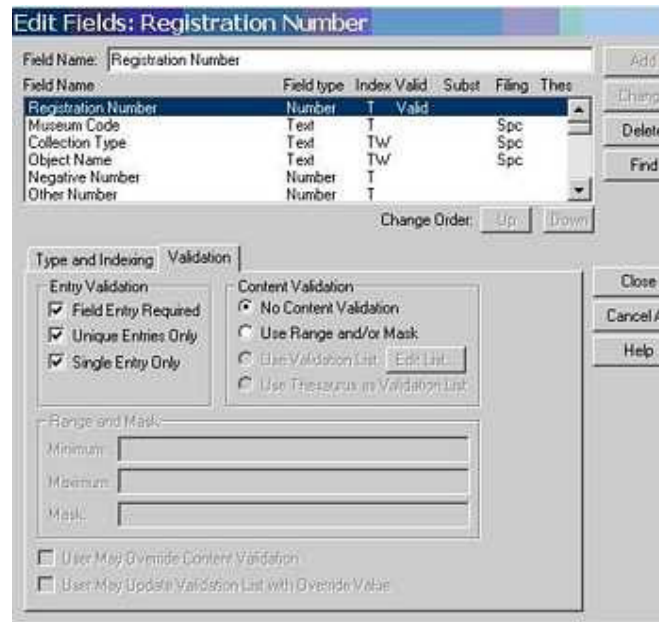 Edit Fields: Registration Number
Field Name: Registration Number
Add
Field Name Field type Index Valid Subst Filing Thes
Change
Registration Number Number T Valid
Museum Code Text T Spc
Delete
Collection Type Text TW Spc
Object Name Text TW Spc
Find
Negative Number Number T
Other Number Number T
Change Order: Up Down
Type and Indexing Validation
Entry Validation Content Validation
Close
Field Entry Required No Content Validation
Unique Entries Only Use Range and/or Mask
Cancel A
Single Entry Only Use Validation List Edit List...
Help
Use Thesaurus as Validation List
Range and Mask
Minimum:
Maximum:
Mask:
User May Override Content Validation
User May Update Validation List with Override Value